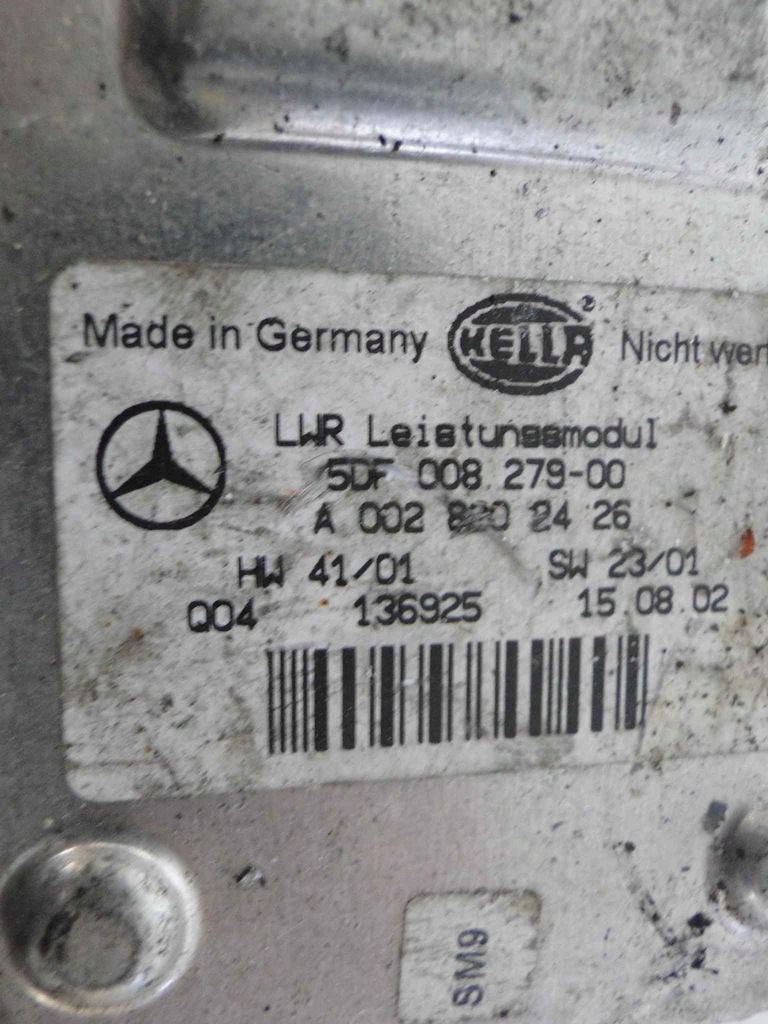 Made in Germany HELLA ® Nicht wer
LWR Leistungsmodul
5DF 008 279-00
A 002 820 24 26
HW 41/01 SW 23/01
Q04 136925 15.08.02
SM9